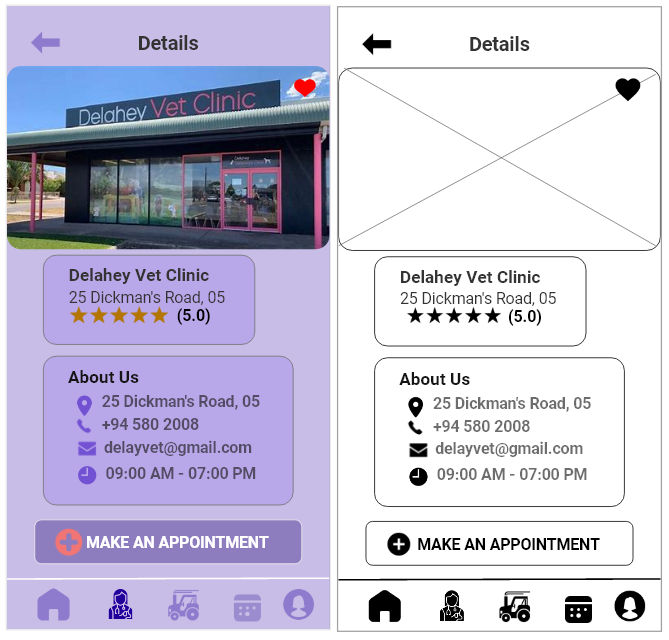 Details
Delahey Vet Clinic
Delahey
Delahey Vet Clinic
25 Dickman's Road, 05
(5.0)
About Us
25 Dickman's Road, 05
+94 580 2008
delayvet@gmail.com
09:00 AM - 07:00 PM
MAKE AN APPOINTMENT
Details
Delahey Vet Clinic
25 Dickman's Road, 05
(5.0)
About Us
25 Dickman's Road, 05
+94 580 2008
delayvet@gmail.com
09:00 AM - 07:00 PM
MAKE AN APPOINTMENT